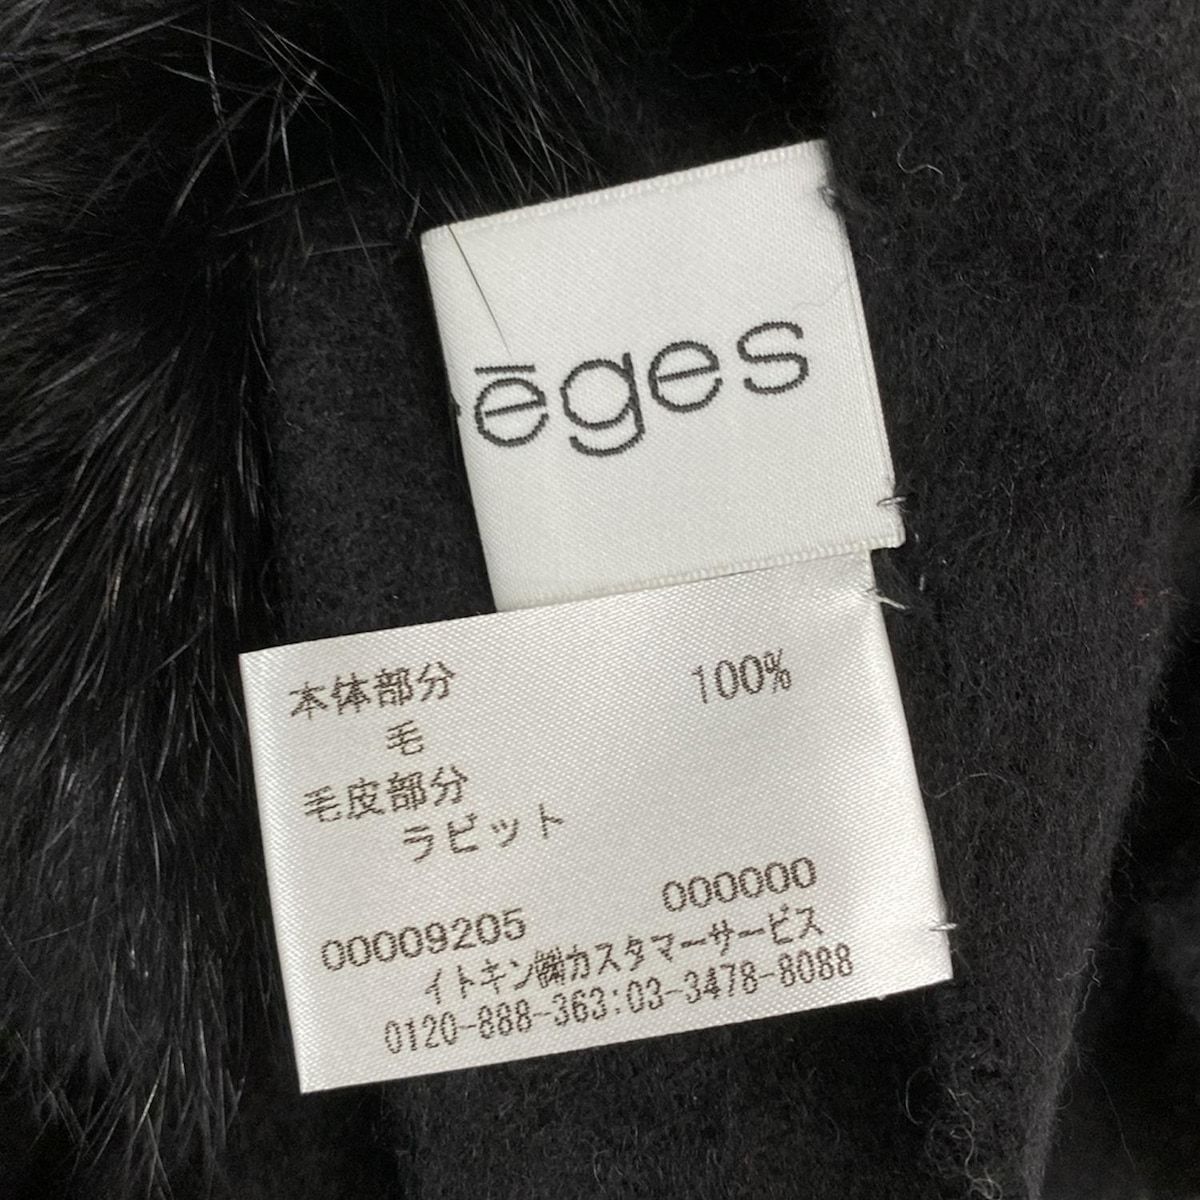 ēges
本体部分
毛 100%
毛皮部分
ラビット
00009205 000000
イトキン㈱カスタマーサービス
0120-888-363:03-3478-8088